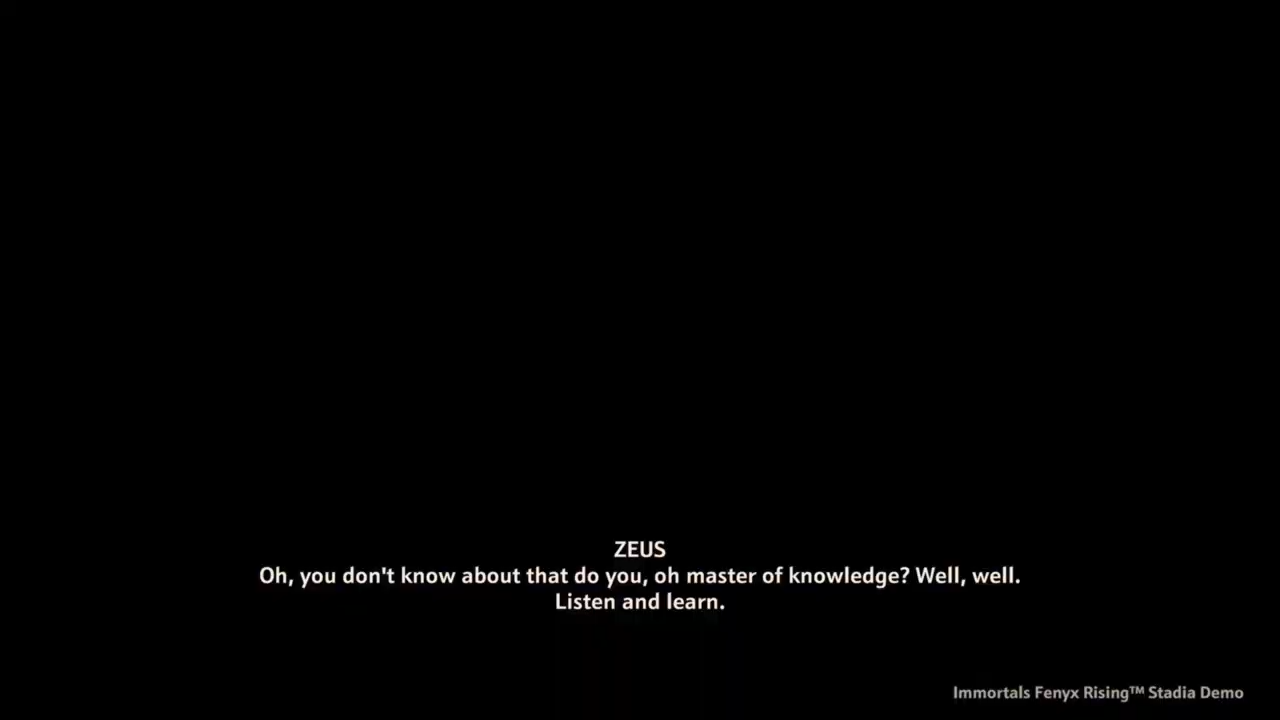 ZEUS
Oh, you don't know about that do you, oh master of knowledge? Well, well.
Listen and learn.
Immortals Fenyx Rising™ Stadia Demo